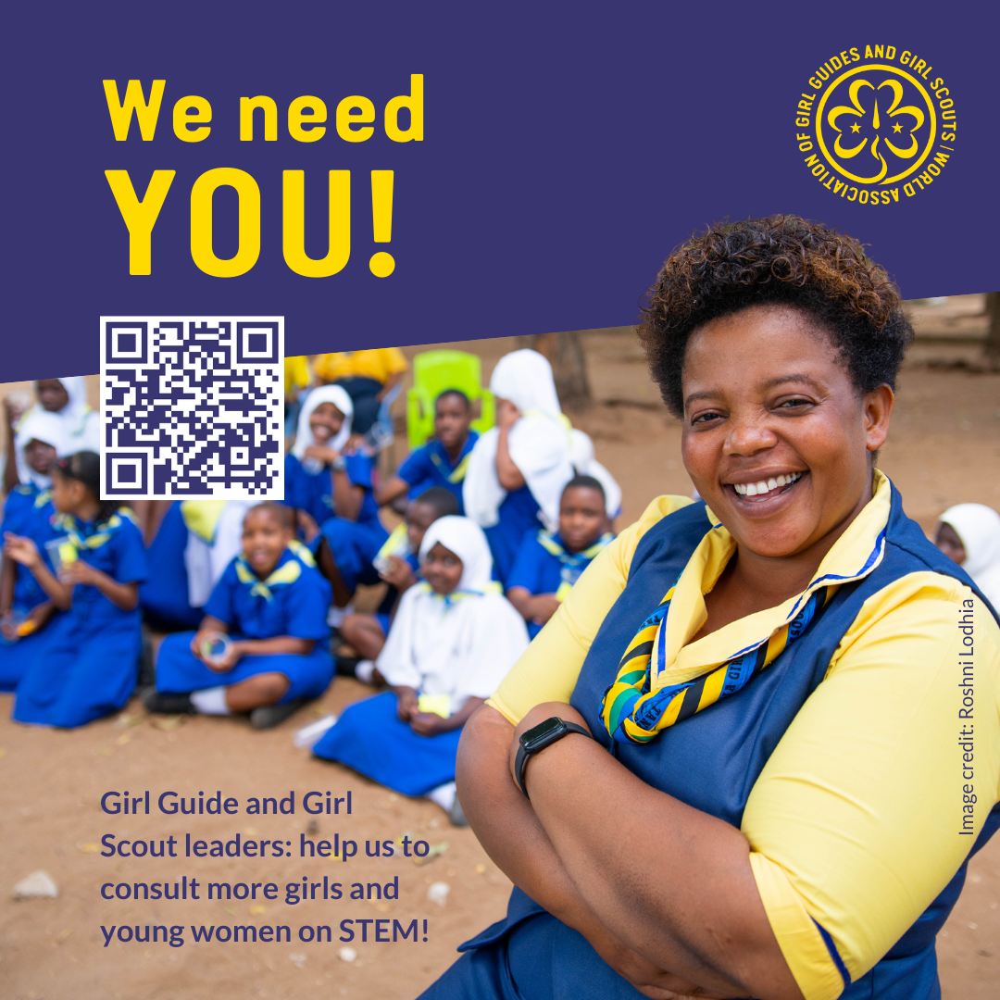 We need
YOU!
WORLD ASSOCIATION OF GIRL GUIDES AND GIRL SCOUTS |
Girl Guide and Girl
Scout leaders: help us to
consult more girls and
young women on STEM!
Image credit: Roshni Lodhia